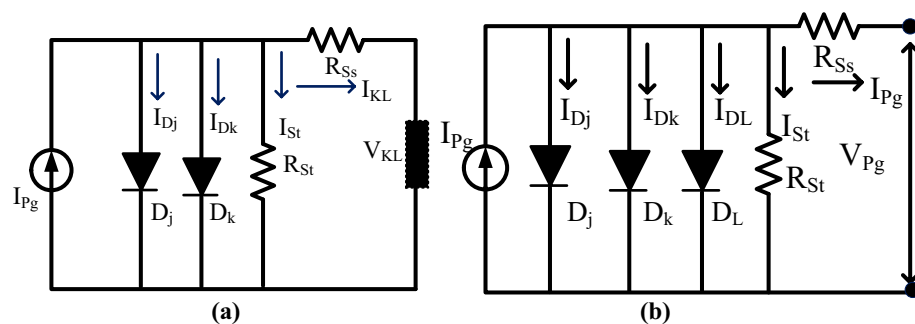 R_Ss
I_KL
I_Dj
I_Dk
I_St
R_St
V_KL
I_Pg
D_j
D_k
(a)
R_Ss
I_Pg
I_Dj
I_Dk
I_DL
I_St
I_Pg
V_Pg
R_St
D_j
D_k
D_L
(b)